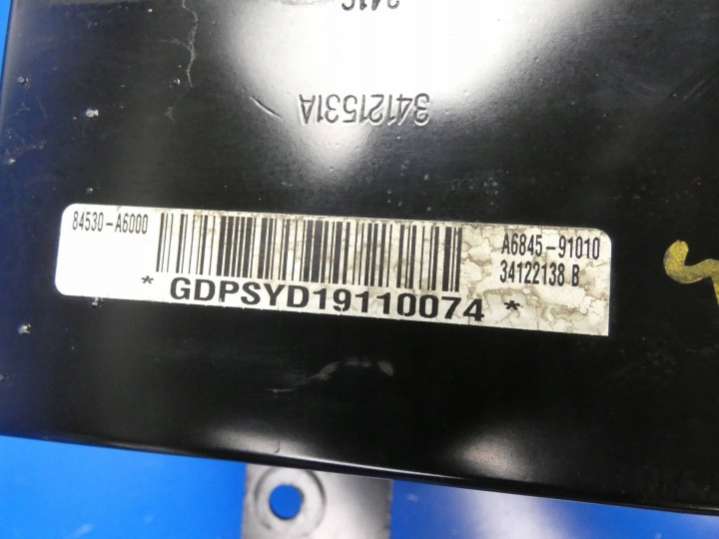 34121531A
84530-A6000
A6845-91010
34122138 B
* GDPSYD19110074 *